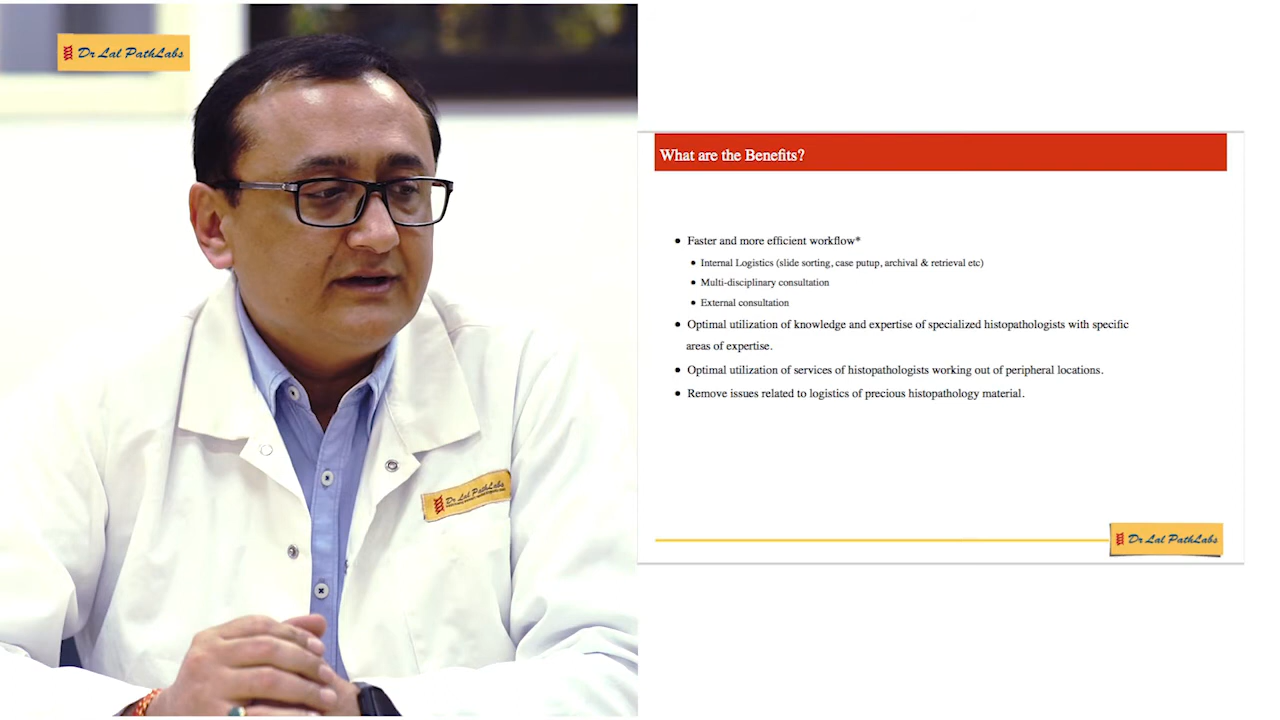 Dr Lal PathLabs
Dr Lal PathLabs
What are the Benefits?
• Faster and more efficient workflow*
• Internal Logistics (slide sorting, case putup, archival & retrieval etc)
• Multi-disciplinary consultation
• External consultation
• Optimal utilization of knowledge and expertise of specialized histopathologists with specific
areas of expertise.
• Optimal utilization of services of histopathologists working out of peripheral locations.
• Remove issues related to logistics of precious histopathology material.
Dr Lal PathLabs